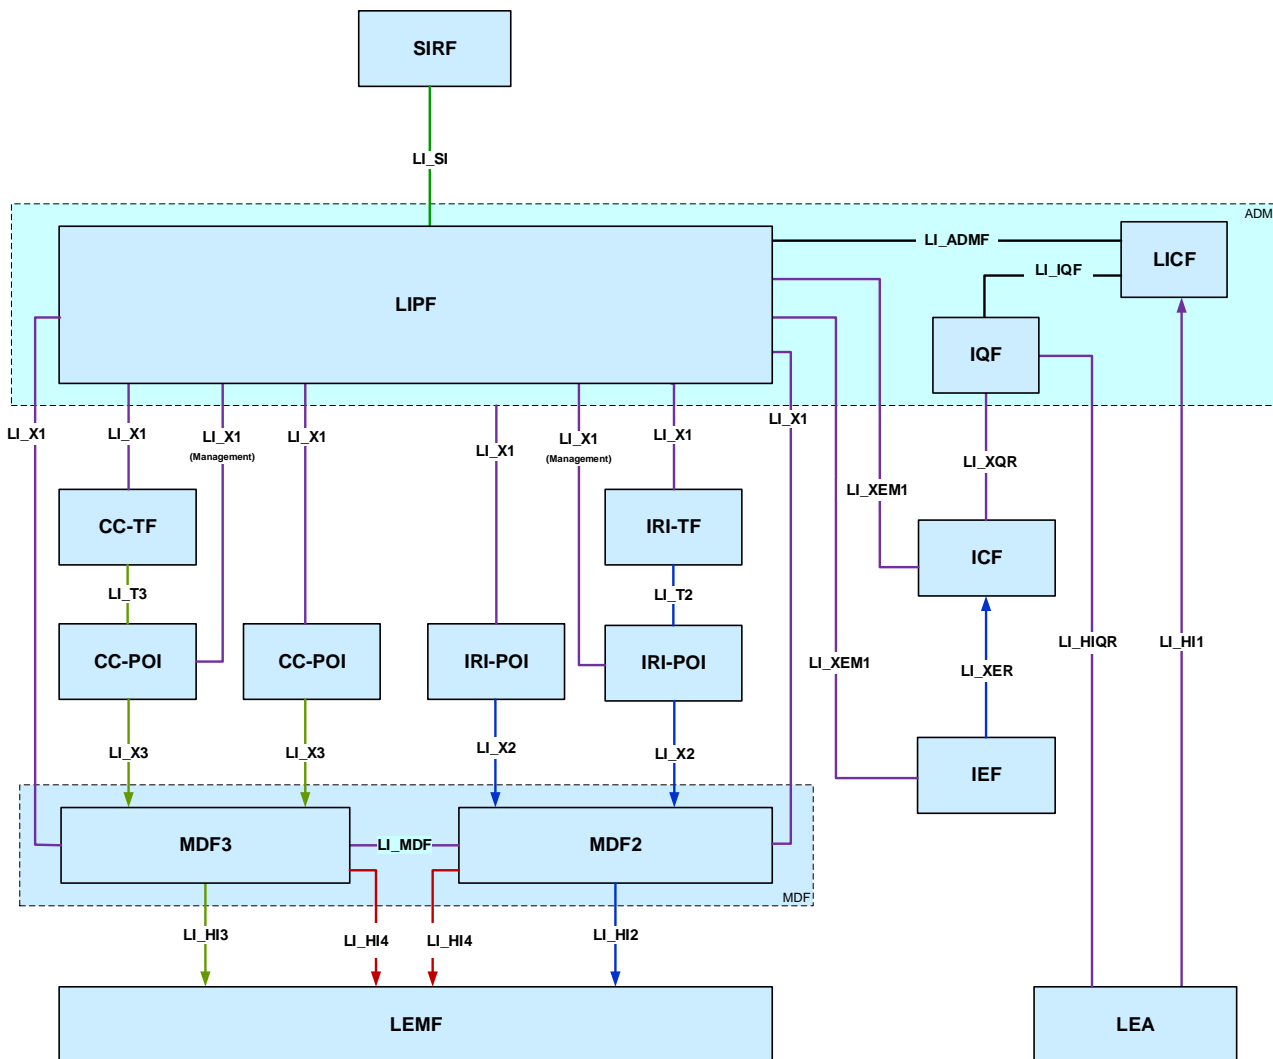 SIRF
LI_SI
ADM
LI_ADMF
LICF
LI_IQF
LIPF
IQF
LI_X1
LI_X1
LI_X1
(Management)
LI_X1
LI_X1
LI_X1
(Management)
LI_X1
LI_X1
LI_XQR
LI_XEM1
CC-TF
IRI-TF
ICF
LI_T3
LI_T2
LI_HIQR
LI_HI1
CC-POI
CC-POI
IRI-POI
IRI-POI
LI_XEM1
LI_XER
LI_X3
LI_X3
LI_X2
LI_X2
IEF
MDF3
LI_MDF
MDF2
MDF
LI_HI3
LI_HI4
LI_HI4
LI_HI2
LEMF
LEA